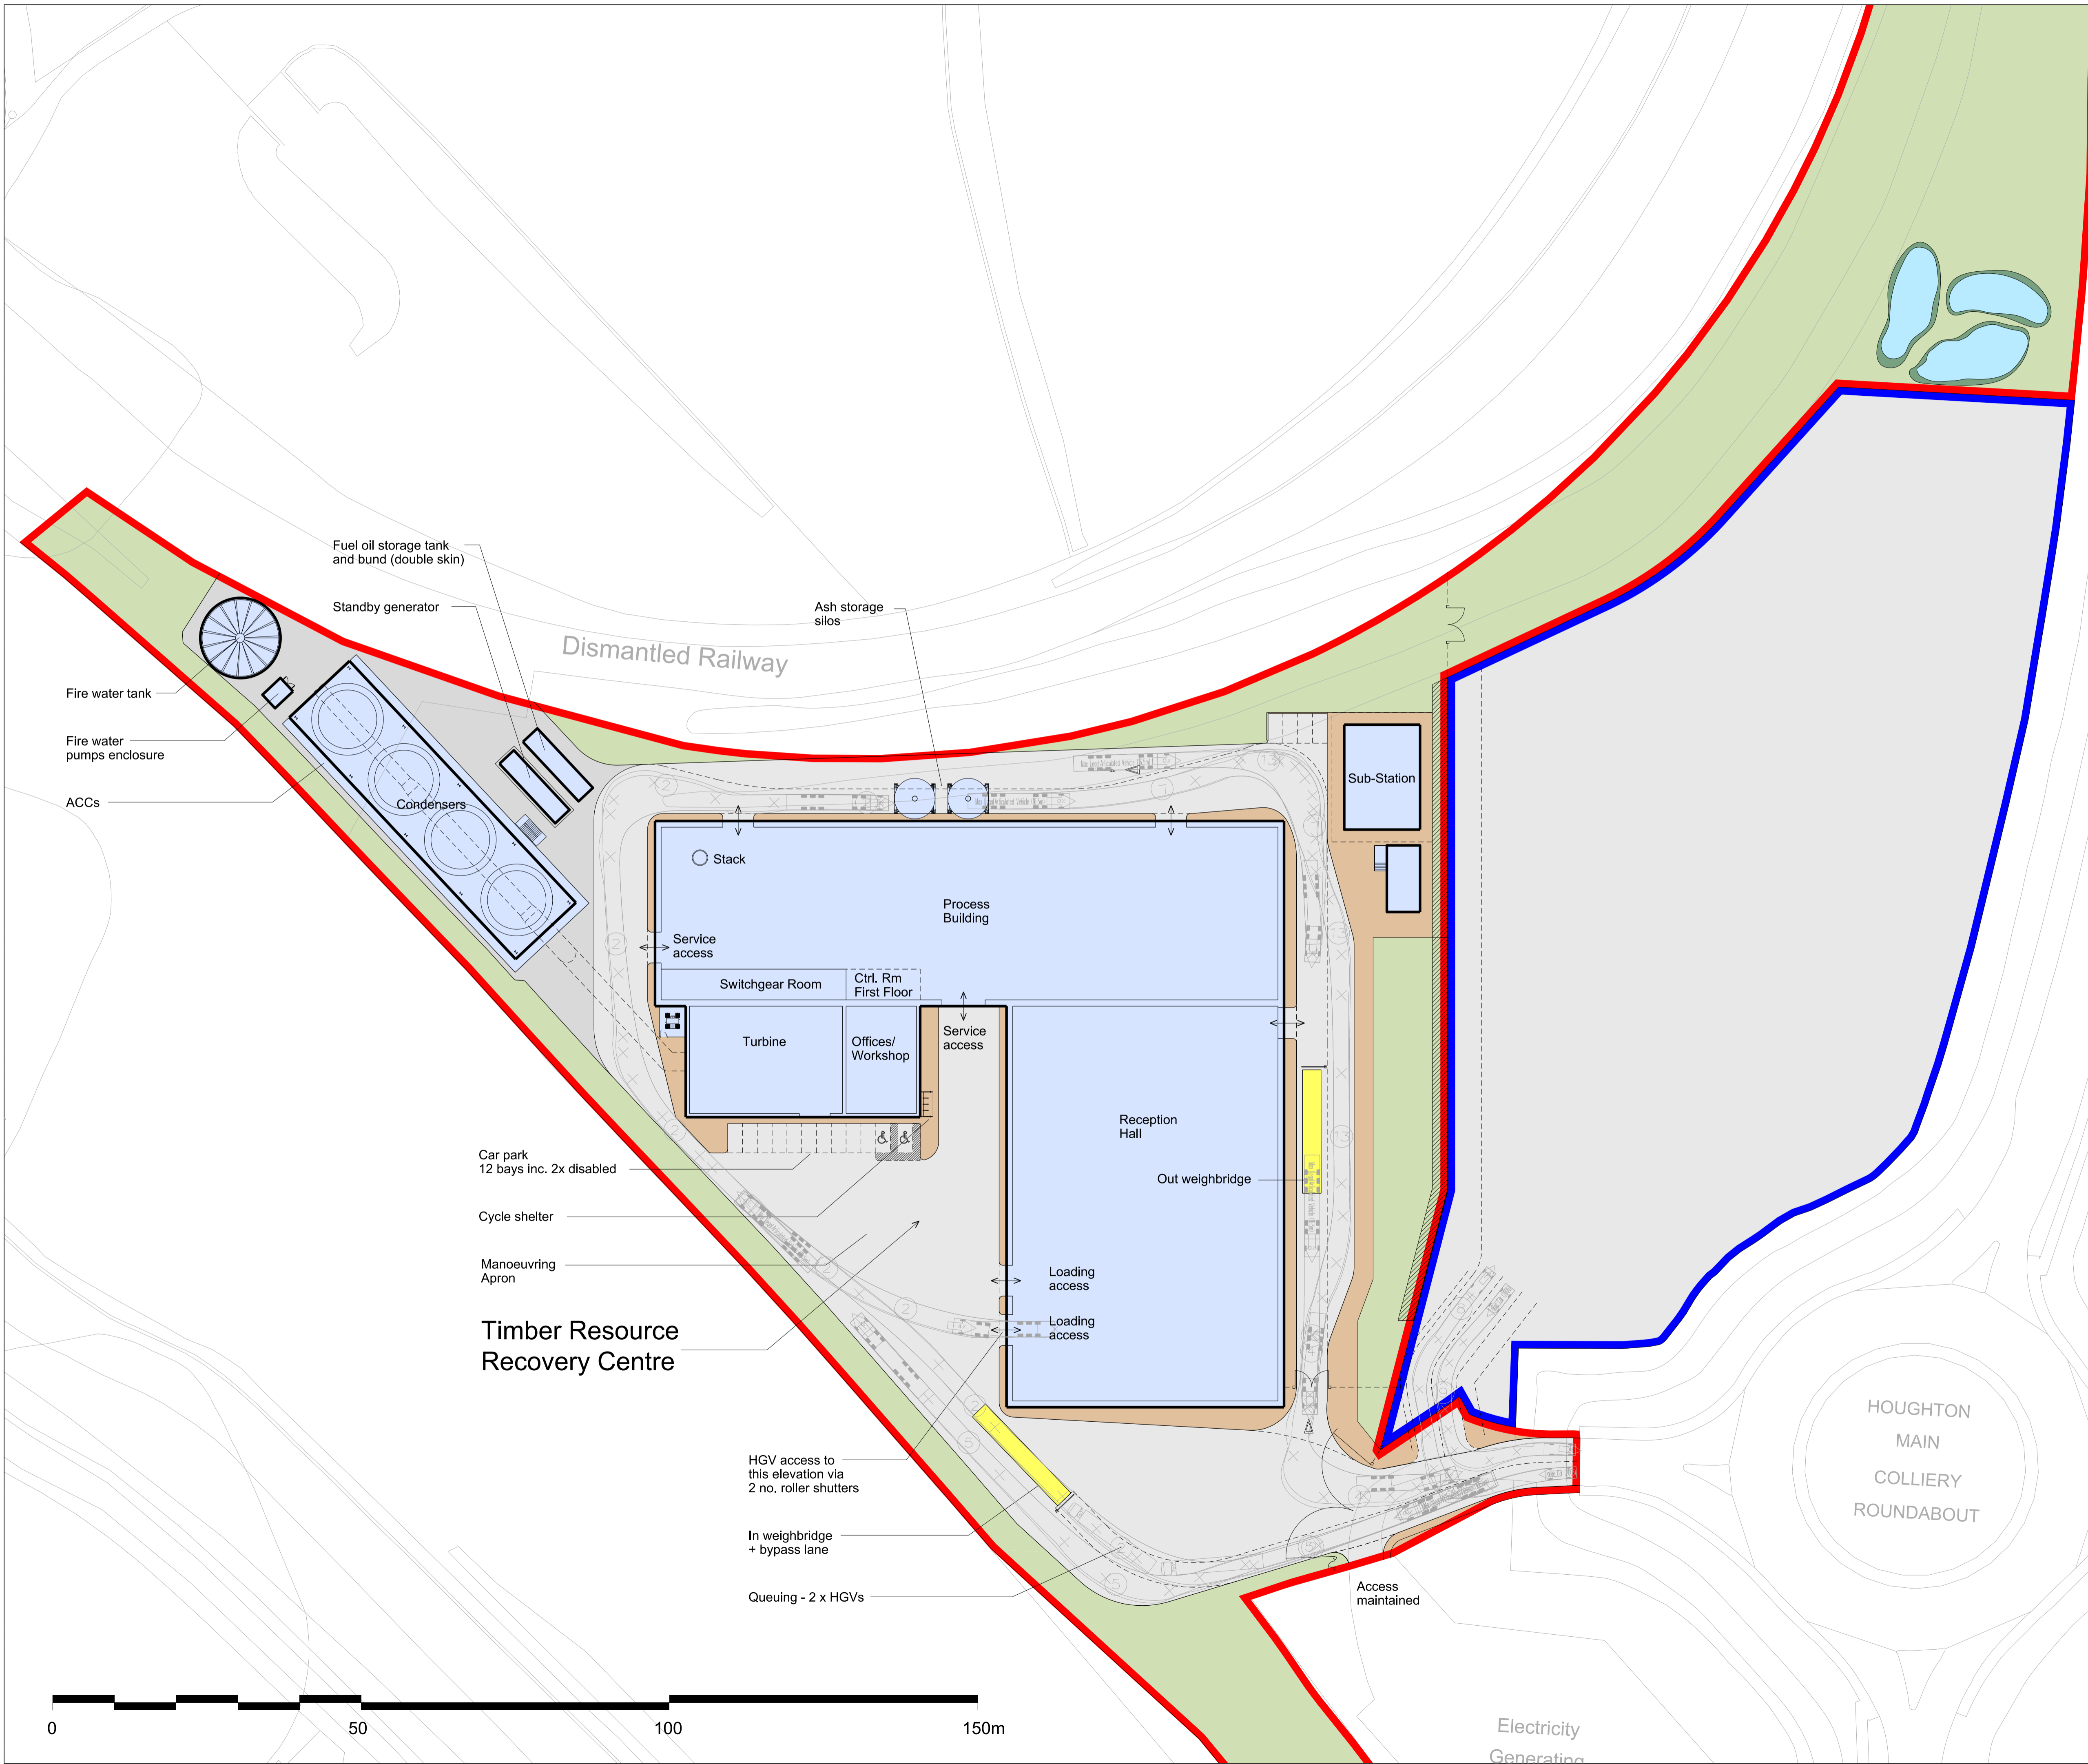 Fuel oil storage tank
and bund (double skin)
Standby generator
Ash storage
silos
Dismantled Railway
Fire water tank
Fire water
pumps enclosure
ACCs
Condensers
Sub-Station
Stack
Process
Building
Service
access
Switchgear Room
Ctrl. Rm
First Floor
Turbine
Offices/
Workshop
Service
access
Reception
Hall
Car park
12 bays inc. 2x disabled
Out weighbridge
Cycle shelter
Manoeuvring
Apron
Loading
access
Loading
access
Timber Resource
Recovery Centre
HGV access to
this elevation via
2 no. roller shutters
In weighbridge
+ bypass lane
Queuing - 2 x HGVs
Access
maintained
HOUGHTON
MAIN
COLLIERY
ROUNDABOUT
Electricity
Generating
0 50 100 150m